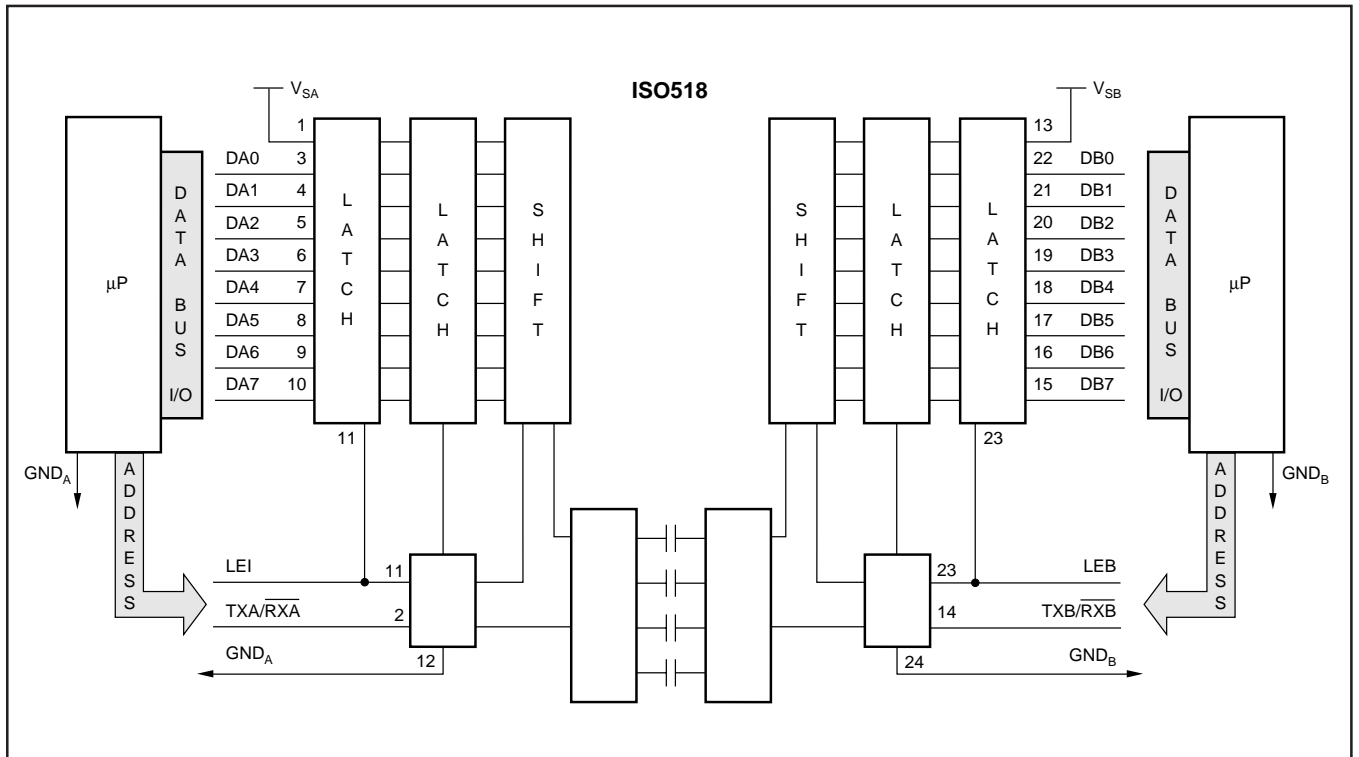 ISO518
V_SA
V_SB
1
13
DA0 3
22 DB0
DA1 4
21 DB1
DA2 5
20 DB2
DA3 6
19 DB3
DA4 7
18 DB4
DA5 8
17 DB5
DA6 9
16 DB6
DA7 10
15 DB7
µP
DATA BUS I/O
LATCH
LATCH
SHIFT
SHIFT
LATCH
LATCH
DATA BUS I/O
µP
11
23
GND_A
GND_B
ADDRESS
ADDRESS
LEI 11
23 LEB
TXA/R̅X̅A̅ 2
14 TXB/R̅X̅B̅
GND_A 12
24 GND_B